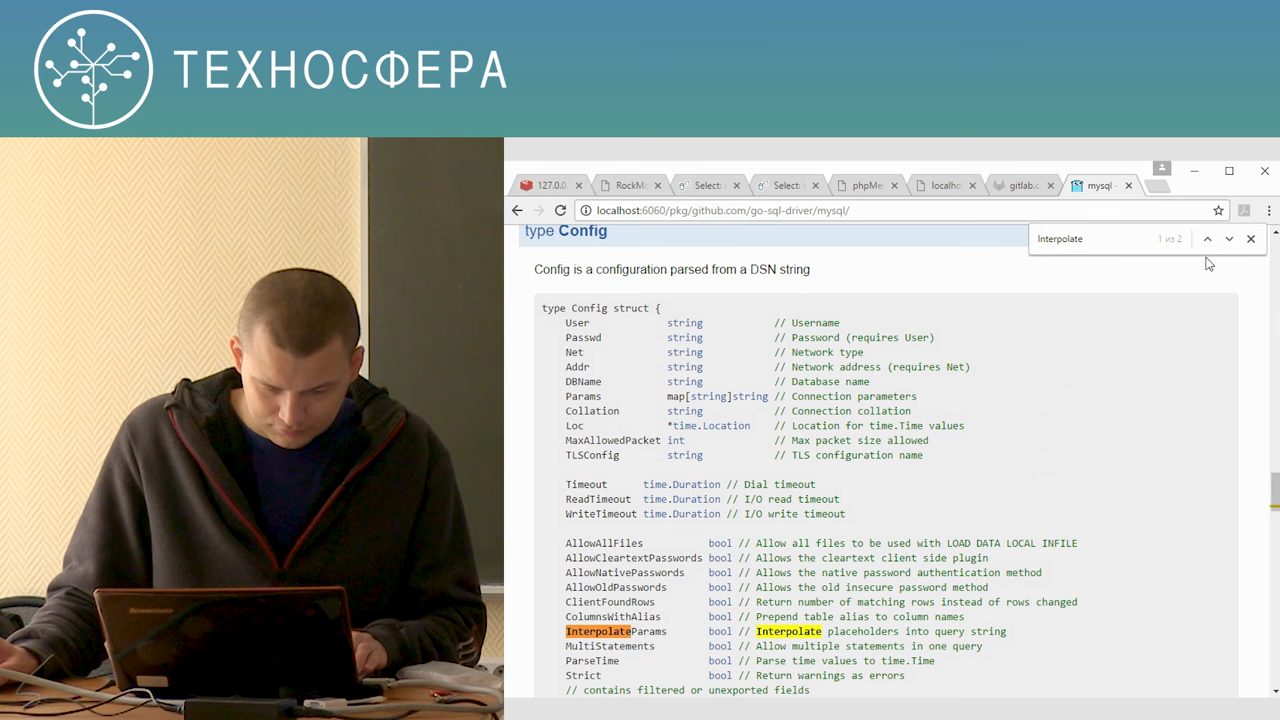 ТЕХНОСФЕРА
127.0.0. RockMo Select: s Select: s phpMe localho gitlab.c mysql -
localhost:6060/pkg/github.com/go-sql-driver/mysql/
Interpolate 1 из 2
type Config
Config is a configuration parsed from a DSN string
type Config struct {
User string // Username
Passwd string // Password (requires User)
Net string // Network type
Addr string // Network address (requires Net)
DBName string // Database name
Params map[string]string // Connection parameters
Collation string // Connection collation
Loc *time.Location // Location for time.Time values
MaxAllowedPacket int // Max packet size allowed
TLSConfig string // TLS configuration name
Timeout time.Duration // Dial timeout
ReadTimeout time.Duration // I/O read timeout
WriteTimeout time.Duration // I/O write timeout
AllowAllFiles bool // Allow all files to be used with LOAD DATA LOCAL INFILE
AllowCleartextPasswords bool // Allows the cleartext client side plugin
AllowNativePasswords bool // Allows the native password authentication method
AllowOldPasswords bool // Allows the old insecure password method
ClientFoundRows bool // Return number of matching rows instead of rows changed
ColumnsWithAlias bool // Prepend table alias to column names
InterpolateParams bool // Interpolate placeholders into query string
MultiStatements bool // Allow multiple statements in one query
ParseTime bool // Parse time values to time.Time
Strict bool // Return warnings as errors
// contains filtered or unexported fields